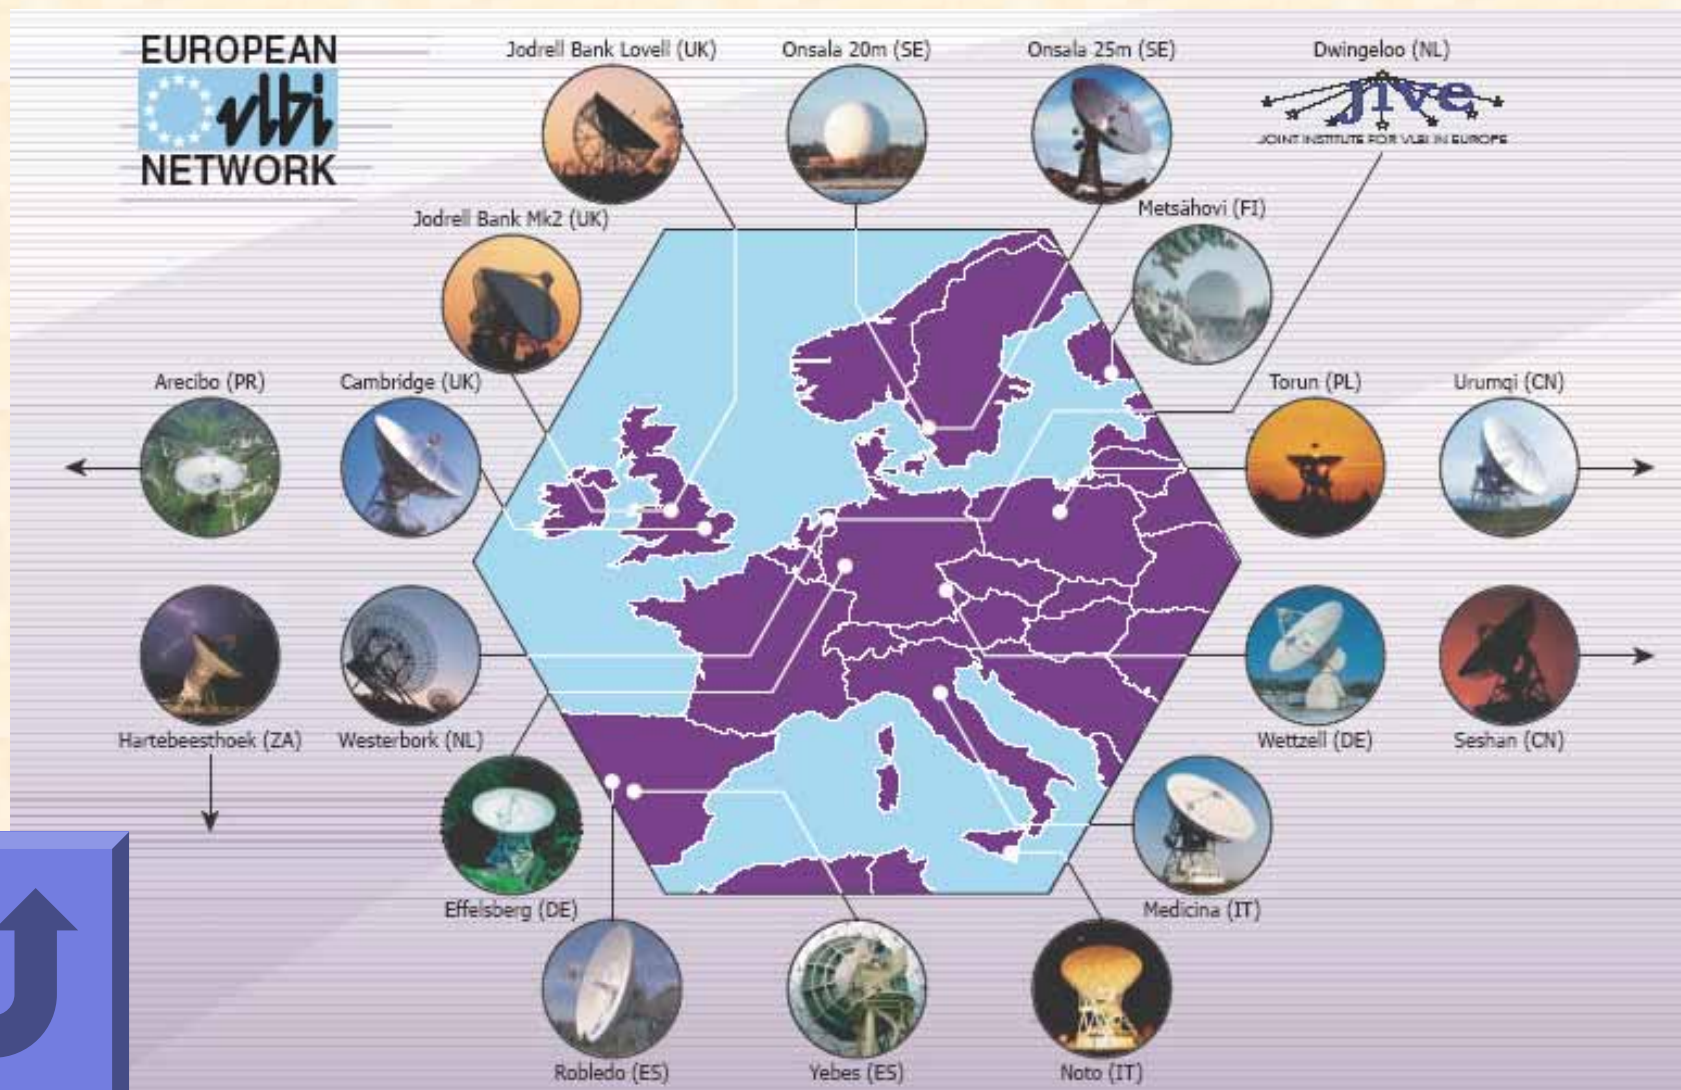 EUROPEAN
vlbi
NETWORK
Jodrell Bank Lovell (UK)
Onsala 20m (SE)
Onsala 25m (SE)
Dwingeloo (NL)
jive
JOINT INSTITUTE FOR VLBI IN EUROPE
Jodrell Bank Mk2 (UK)
Metsähovi (FI)
Arecibo (PR)
Cambridge (UK)
Torun (PL)
Urumqi (CN)
Hartebeesthoek (ZA)
Westerbork (NL)
Wettzell (DE)
Seshan (CN)
Effelsberg (DE)
Medicina (IT)
Robledo (ES)
Yebes (ES)
Noto (IT)